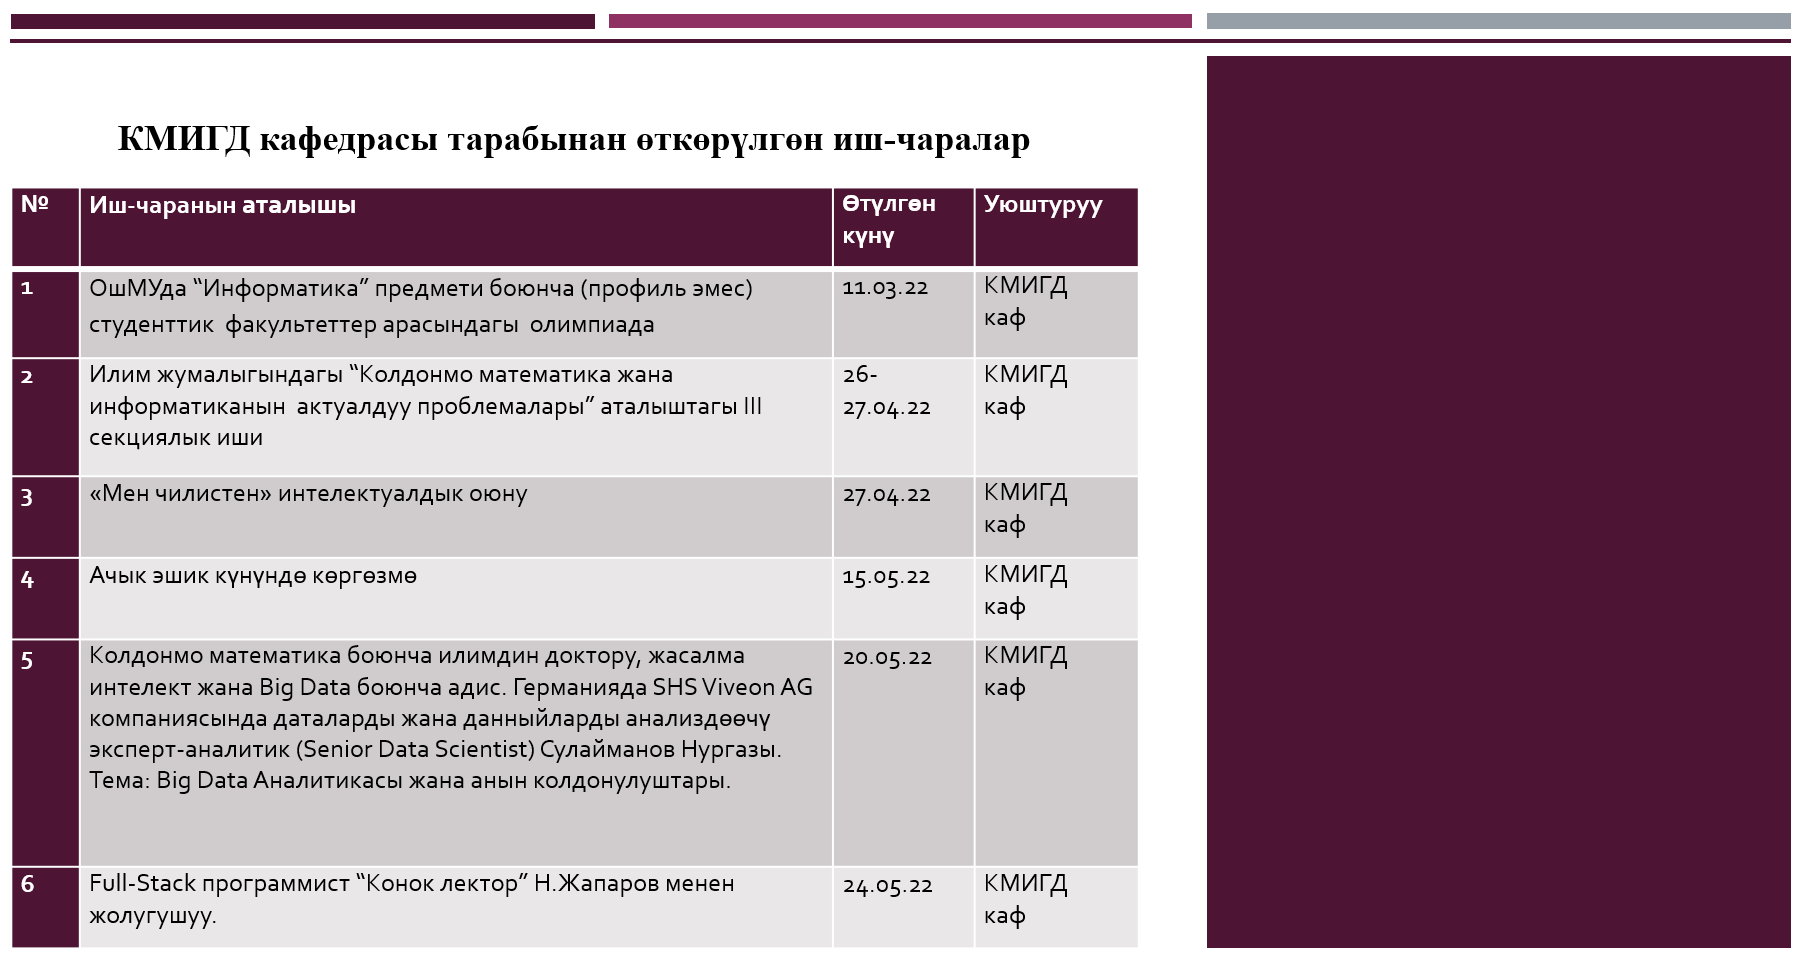 КМИГД кафедрасы тарабынан өткөрүлгөн иш-чаралар
№
Иш-чаранын аталышы
Өтүлгөн
күнү
Уюштуруу
1
ОшМУда “Информатика” предмети боюнча (профиль эмес)
студенттик факультеттер арасындагы олимпиада
11.03.22
КМИГД
каф
2
Илим жумалыгындагы “Колдонмо математика жана
информатиканын актуалдуу проблемалары” аталыштагы III
секциялык иши
26-
27.04.22
КМИГД
каф
3
«Мен чилистен» интелектуалдык оюну
27.04.22
КМИГД
каф
4
Ачык эшик күнүндө көргөзмө
15.05.22
КМИГД
каф
5
Колдонмо математика боюнча илимдин доктору, жасалма
интелект жана Big Data боюнча адис. Германияда SHS Viveon AG
компаниясында даталарды жана данныйларды анализдөөчү
эксперт-аналитик (Senior Data Scientist) Сулайманов Нургазы.
Тема: Big Data Аналитикасы жана анын колдонулуштары.
20.05.22
КМИГД
каф
6
Full-Stack программист “Конок лектор” Н.Жапаров менен
жолугушуу.
24.05.22
КМИГД
каф